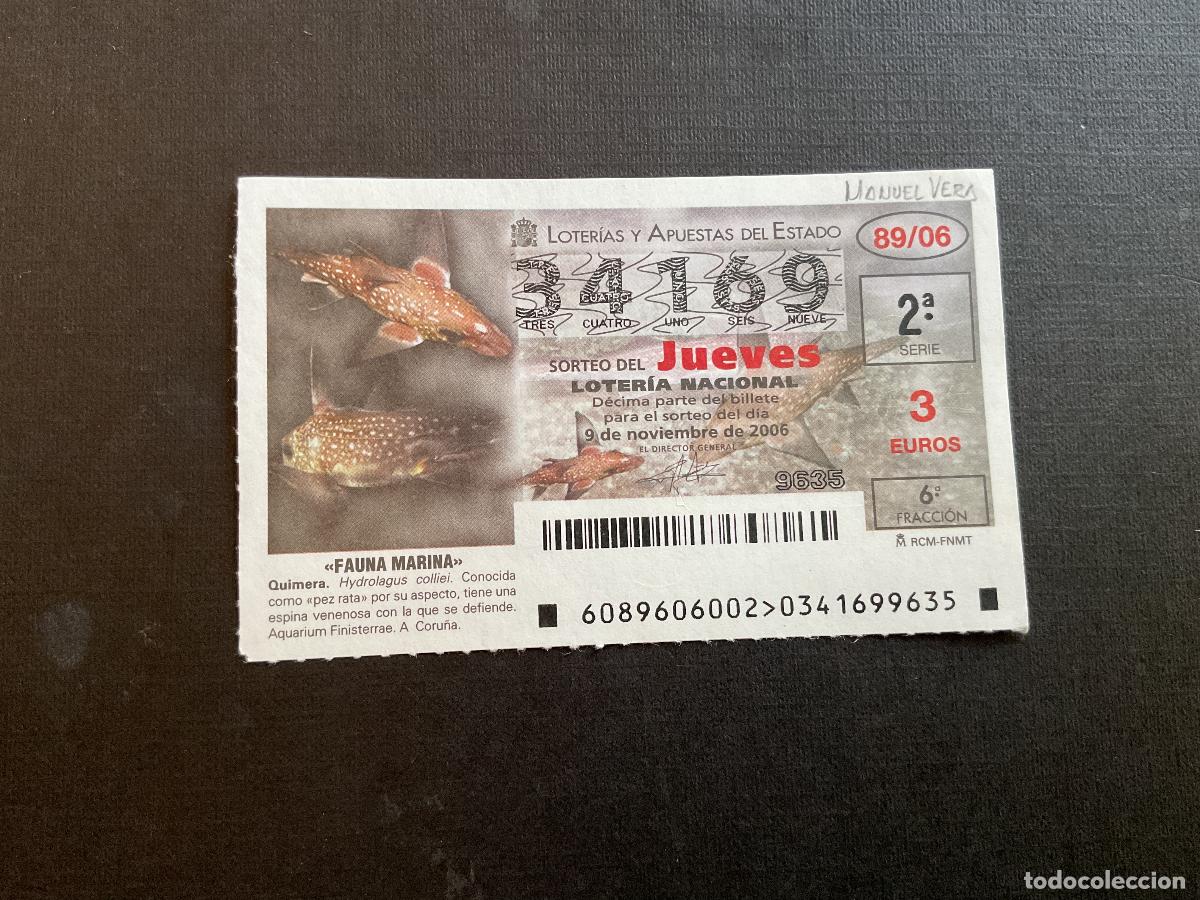 MANUEL VERA
LOTERÍAS Y APUESTAS DEL ESTADO
89/06
34169
CUATRO
TRES CUATRO UNO SEIS NUEVE
2ª
SERIE
SORTEO DEL Jueves
LOTERÍA NACIONAL
Décima parte del billete
para el sorteo del día
9 de noviembre de 2006
EL DIRECTOR GENERAL
3
EUROS
9635
6ª
FRACCIÓN
RCM-FNMT
«FAUNA MARINA»
Quimera. Hydrolagus colliei. Conocida
como «pez rata» por su aspecto, tiene una
espina venenosa con la que se defiende.
Aquarium Finisterrae. A Coruña.
6089606002>0341699635
todocoleccion